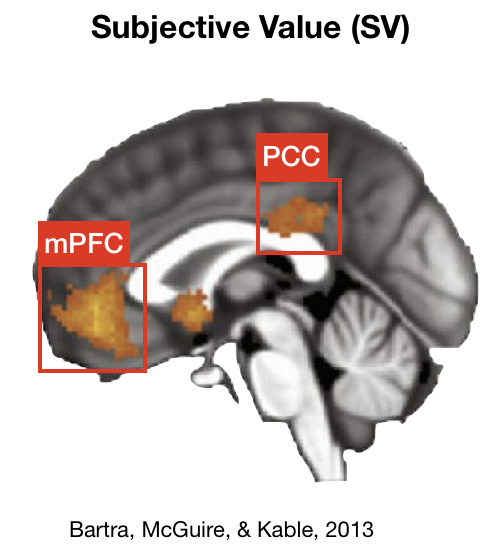 Subjective Value (SV)
PCC
mPFC
Bartra, McGuire, & Kable, 2013